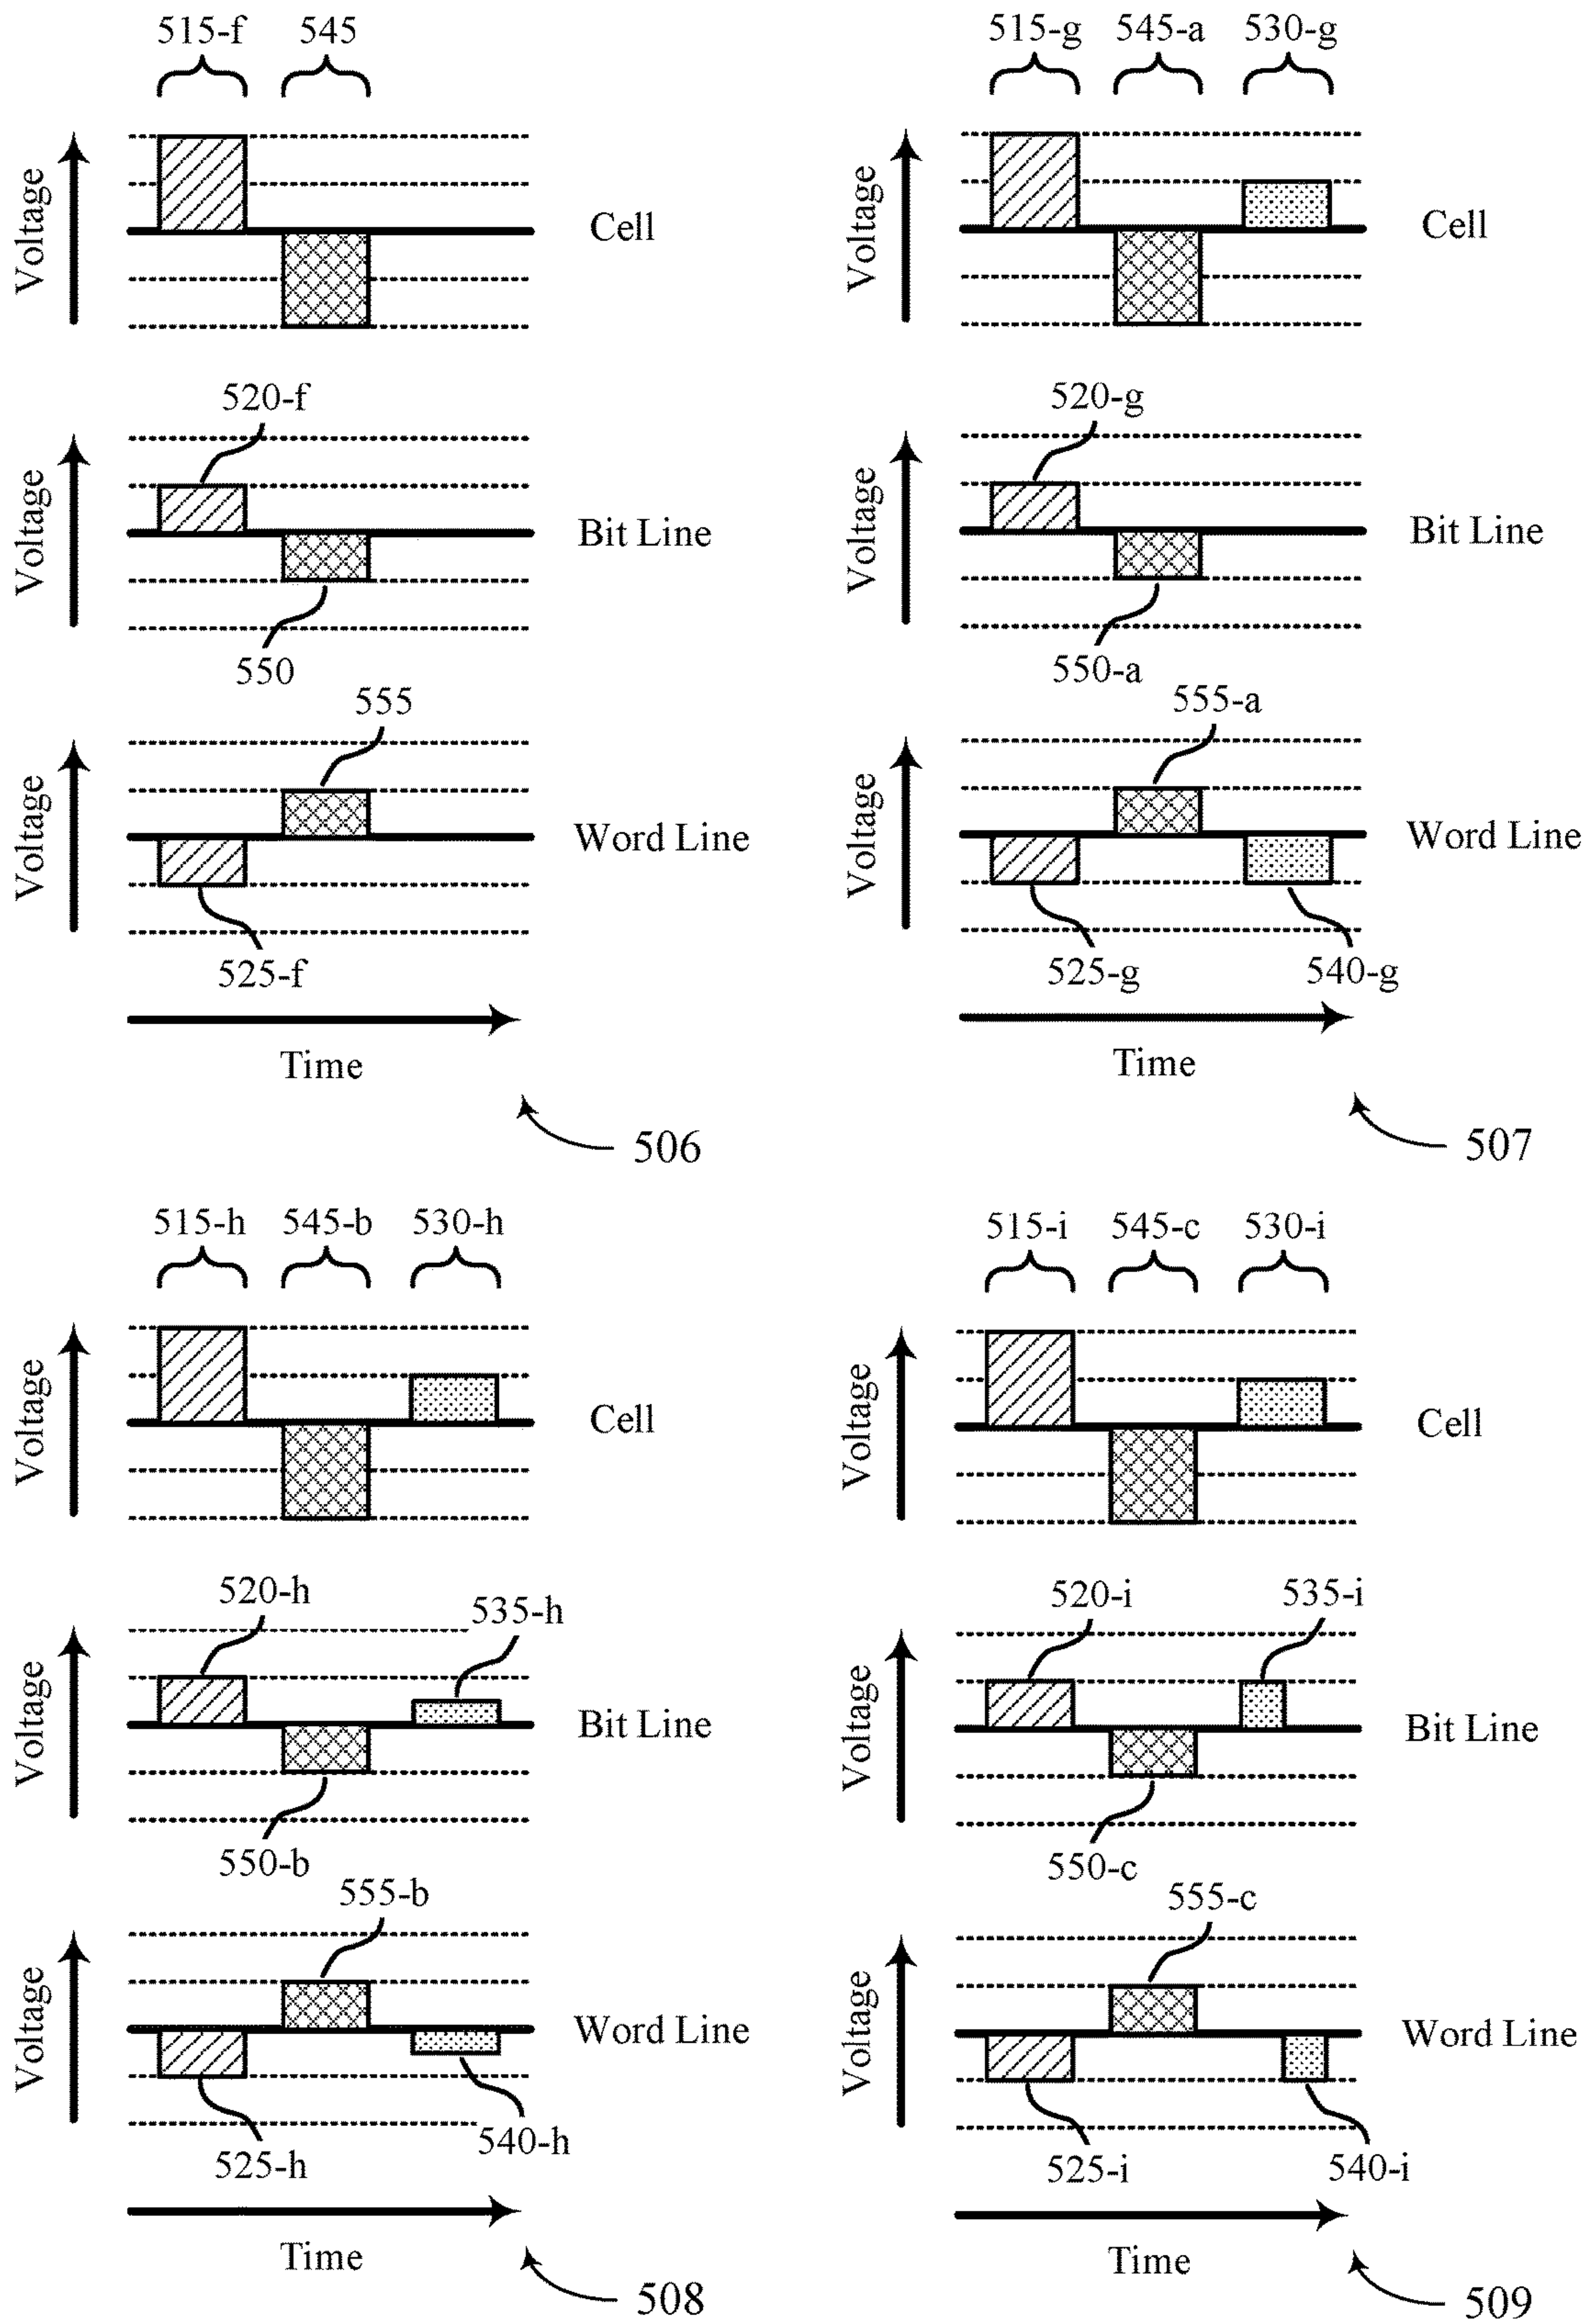 515-f 545
Voltage
Cell
520-f
Voltage
Bit Line
550
555
Voltage
Word Line
525-f
Time
506
515-g 545-a 530-g
Voltage
Cell
520-g
Voltage
Bit Line
550-a
555-a
Voltage
Word Line
525-g 540-g
Time
507
515-h 545-b 530-h
Voltage
Cell
520-h
535-h
Voltage
Bit Line
550-b
555-b
Voltage
Word Line
540-h
525-h
Time
508
515-i 545-c 530-i
Voltage
Cell
520-i 535-i
Voltage
Bit Line
550-c
555-c
Voltage
Word Line
525-i 540-i
Time
509